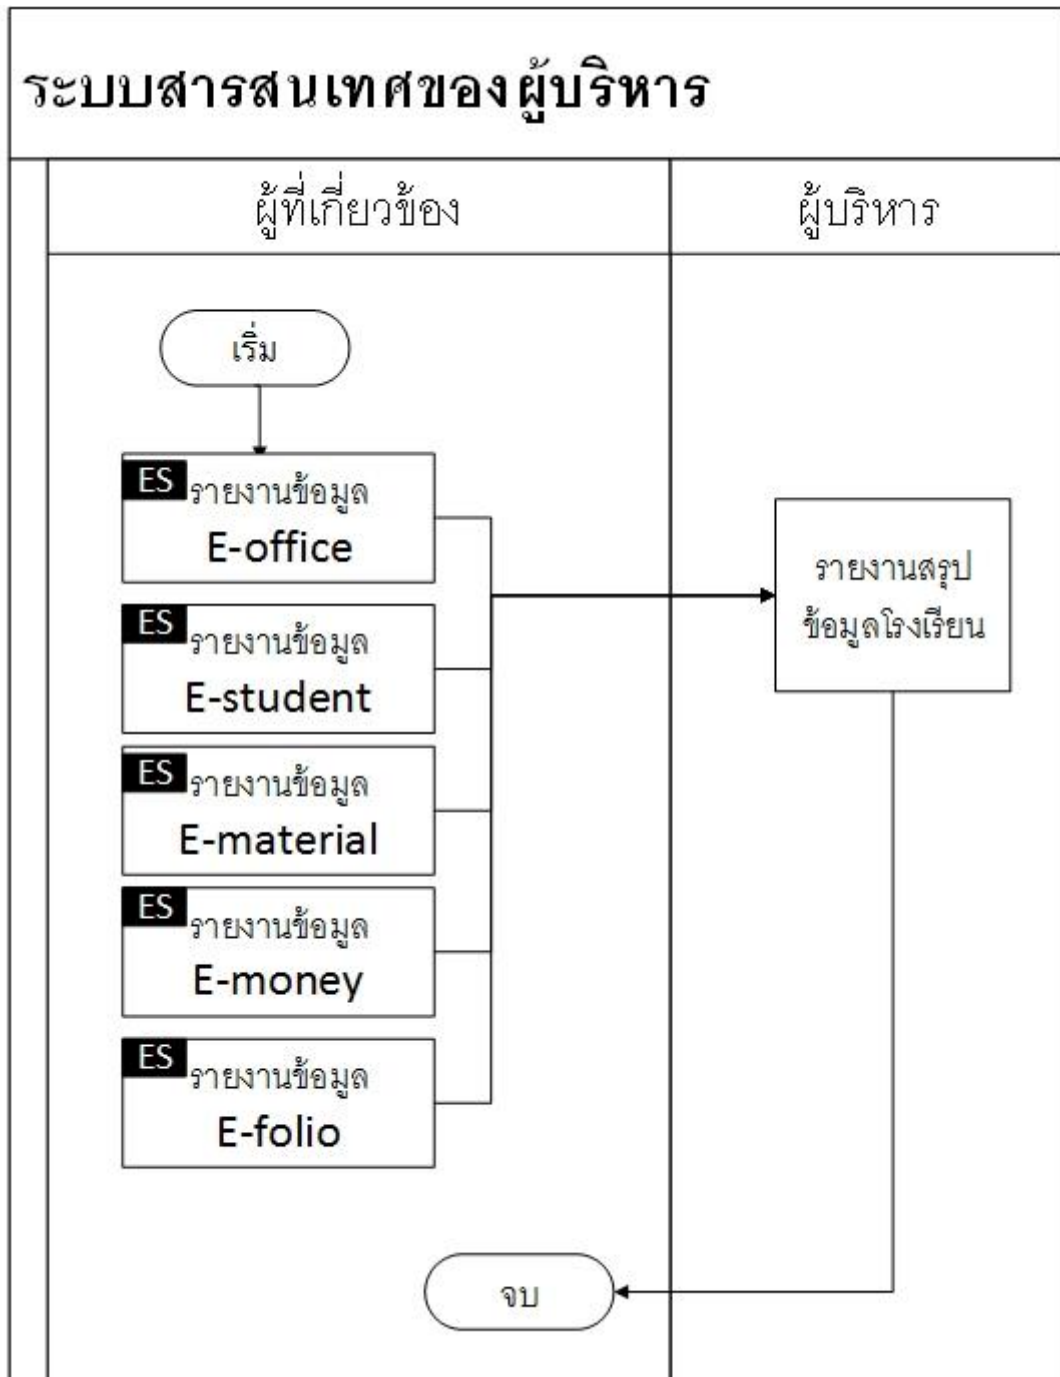 ระบบสารสนเทศของผู้บริหาร
ผู้ที่เกี่ยวข้อง
ผู้บริหาร
เริ่ม
ES
รายงานข้อมูล
E-office
ES
รายงานข้อมูล
E-student
ES
รายงานข้อมูล
E-material
ES
รายงานข้อมูล
E-money
ES
รายงานข้อมูล
E-folio
รายงานสรุป
ข้อมูลโรงเรียน
จบ